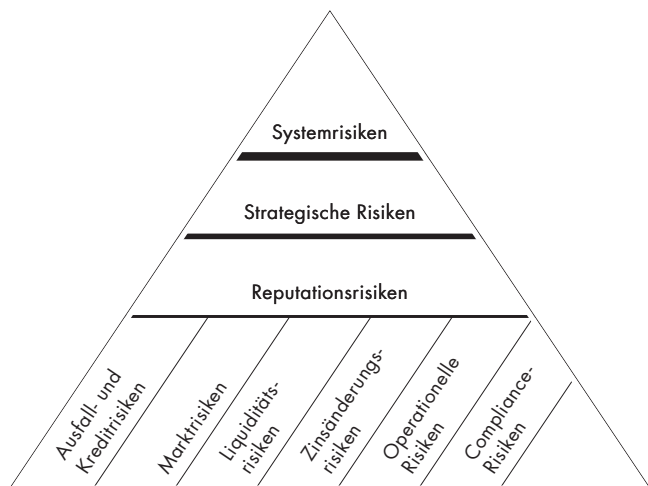 Systemrisiken
Strategische Risiken
Reputationsrisiken
Ausfall- und
Kreditrisiken
Marktrisiken
Liquiditäts-
risiken
Zinsänderungs-
risiken
Operationelle
Risiken
Compliance-
Risiken